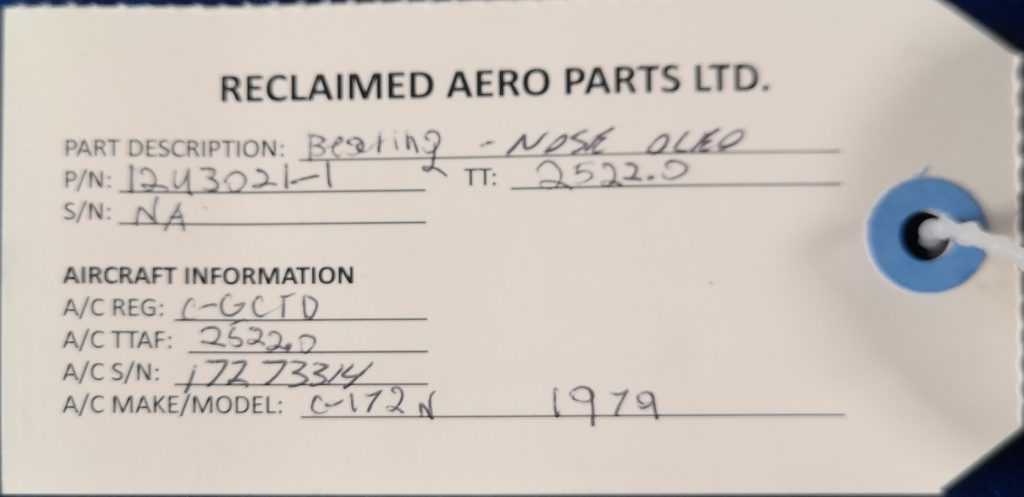 RECLAIMED AERO PARTS LTD.
PART DESCRIPTION: Bearing - NOSE OLEO
P/N: 1243021-1 TT: 2522.0
S/N: NA
AIRCRAFT INFORMATION
A/C REG: C-GCTD
A/C TTAF: 2522.0
A/C S/N: 17273314
A/C MAKE/MODEL: C-172N 1979